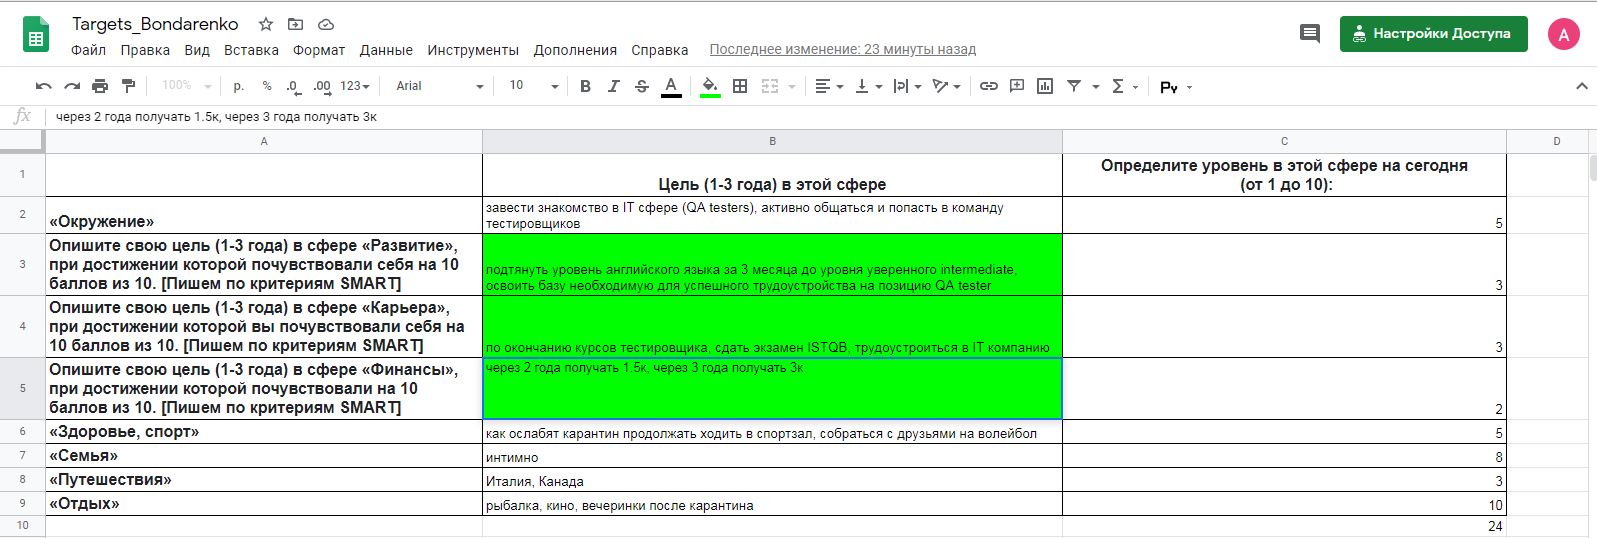 Targets_Bondarenko
Файл Правка Вид Вставка Формат Данные Инструменты Дополнения Справка Последнее изменение: 23 минуты назад
Настройки Доступа
A
100% р. % .0 .00 123 Arial 10 B I S A Σ Ру
fx через 2 года получать 1.5к, через 3 года получать 3к
A B C D
1 Цель (1-3 года) в этой сфере
Определите уровень в этой сфере на сегодня
(от 1 до 10):
2 «Окружение»
завести знакомство в IT сфере (QA testers), активно общаться и попасть в команду
тестировщиков
5
3 Опишите свою цель (1-3 года) в сфере «Развитие»,
при достижении которой почувствовали себя на 10
баллов из 10. [Пишем по критериям SMART]
подтянуть уровень английского языка за 3 месяца до уровня уверенного intermediate,
освоить базу необходимую для успешного трудоустройства на позицию QA tester
3
4 Опишите свою цель (1-3 года) в сфере «Карьера»,
при достижении которой вы почувствовали себя на
10 баллов из 10. [Пишем по критериям SMART]
по окончанию курсов тестировщика, сдать экзамен ISTQB, трудоустроиться в IT компанию
3
5 Опишите свою цель (1-3 года) в сфере «Финансы»,
при достижении которой почувствовали на 10
баллов из 10. [Пишем по критериям SMART]
через 2 года получать 1.5к, через 3 года получать 3к
2
6 «Здоровье, спорт» как ослабят карантин продолжать ходить в спортзал, собраться с друзьями на волейбол 5
7 «Семья» интимно 8
8 «Путешествия» Италия, Канада 3
9 «Отдых» рыбалка, кино, вечеринки после карантина 10
10 24